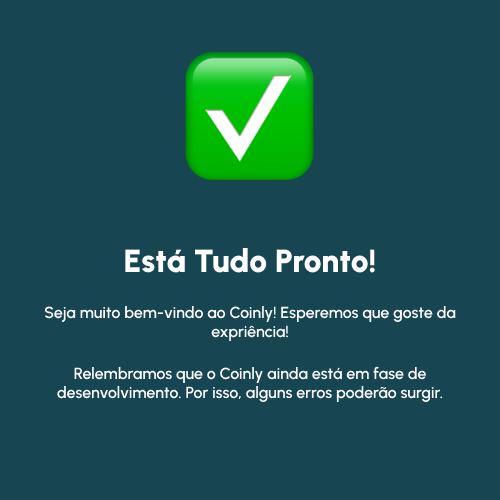 Está Tudo Pronto!
Seja muito bem-vindo ao Coinly! Esperemos que goste da
expriência!
Relembramos que o Coinly ainda está em fase de
desenvolvimento. Por isso, alguns erros poderão surgir.